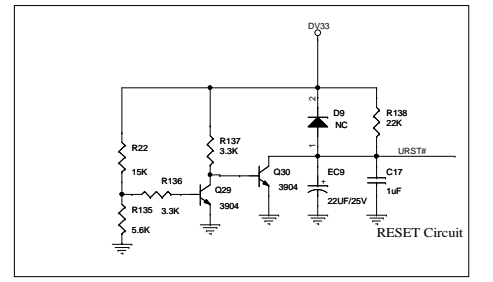 DV33
2
D9
NC
1
R138
22K
R137
3.3K
R22
15K
URST#
Q30
3904
EC9
+
22UF/25V
C17
1uF
R136
3.3K
Q29
3904
R135
5.6K
RESET Circuit